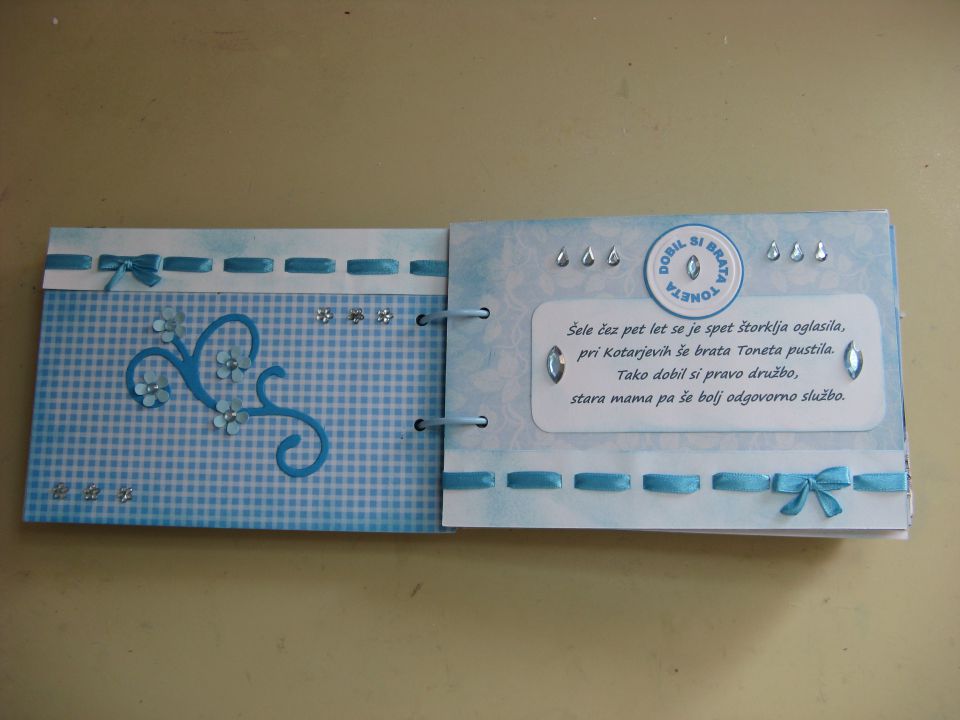 DOBIL SI BRATA TONETA
Šele čez pet let se je spet štorklja oglasila,
pri Kotarjevih še brata Toneta pustila.
Tako dobil si pravo družbo,
stara mama pa še bolj odgovorno službo.